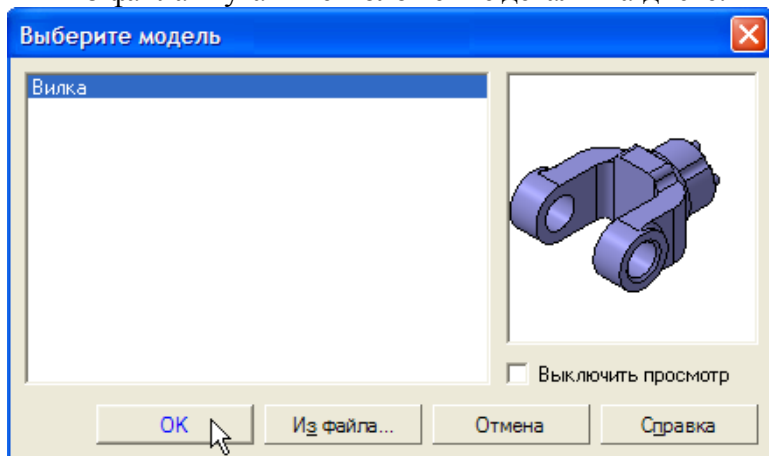 Выберите модель
Вилка
Выключить просмотр
OK
Из файла...
Отмена
Справка